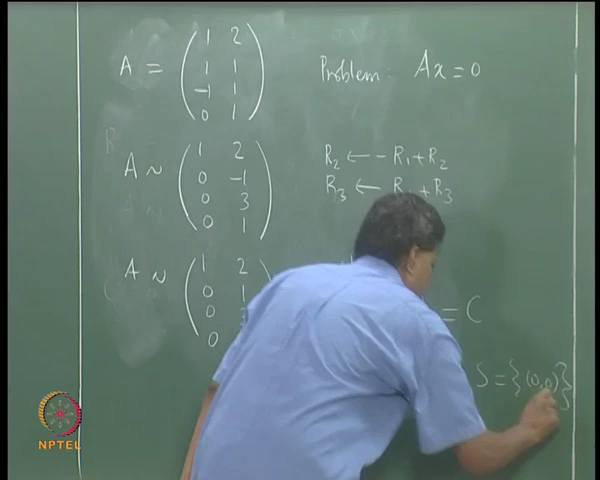 A = ( 1 2
1 1
-1 1
0 1 )
Problem: Ax = 0
A ~ ( 1 2
0 -1
0 3
0 1 )
R₂ ← - R₁ + R₂
R₃ ← R₁ + R₃
A ~ ( 1 2
0 1
0
0
= C
S = { (0,0) }
NPTEL